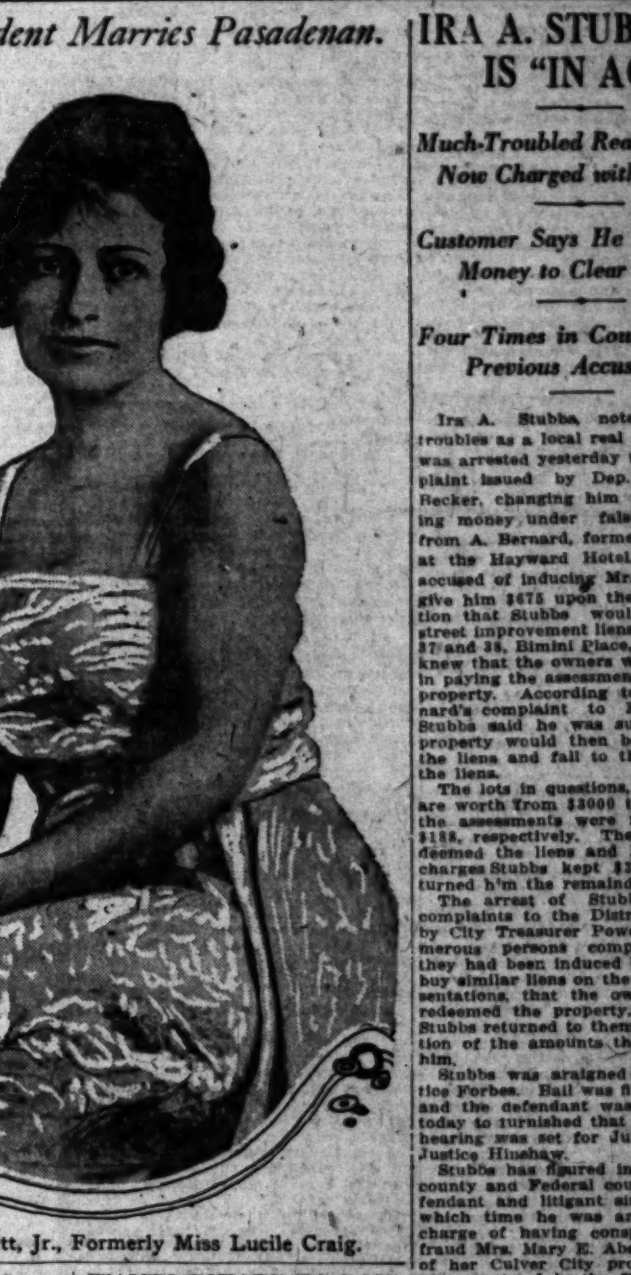 dent Marries Pasadenan.
tt, Jr., Formerly Miss Lucile Craig.
IRA A. STUB
IS "IN A
Much-Troubled Rea
Now Charged with
Customer Says He
Money to Clear
Four Times in Cou
Previous Accus
Ira A. Stubbs, note
troubles as a local real
was arrested yesterday
plaint issued by Dep.
Becker, changing him
ing money under fals
from A. Bernard, forme
at the Hayward Hotel.
accused of inducing Mr.
give him $675 upon the
tion that Stubbs woul
street improvement liens
37 and 38, Bimini Place,
knew that the owners w
in paying the assessmen
property. According to
nard's complaint to
Stubbs said he was su
property would then b
the liens and fall to th
the liens.
The lots in questions,
are worth from $3000
the assessments were
$188, respectively. The
deemed the liens and
charges Stubbs kept $3
turned h'm the remaind
The arrest of Stubb
complaints to the Distr
by City Treasurer Powe
merous persons comp
they had been induced
buy similar liens on the
sentations, that the ow
redeemed the property.
Stubbs returned to them
tion of the amounts th
him.
Stubbs was araigned
tice Forbes. Bail was fi
and the defendant was
today to turnished that
hearing was set for Ju
Justice Hinshaw.
Stubbs has figured in
county and Federal cou
fendant and litigant si
which time he was ar
charge of having consp
fraud Mrs. Mary E. Abe
of her Culver City pro